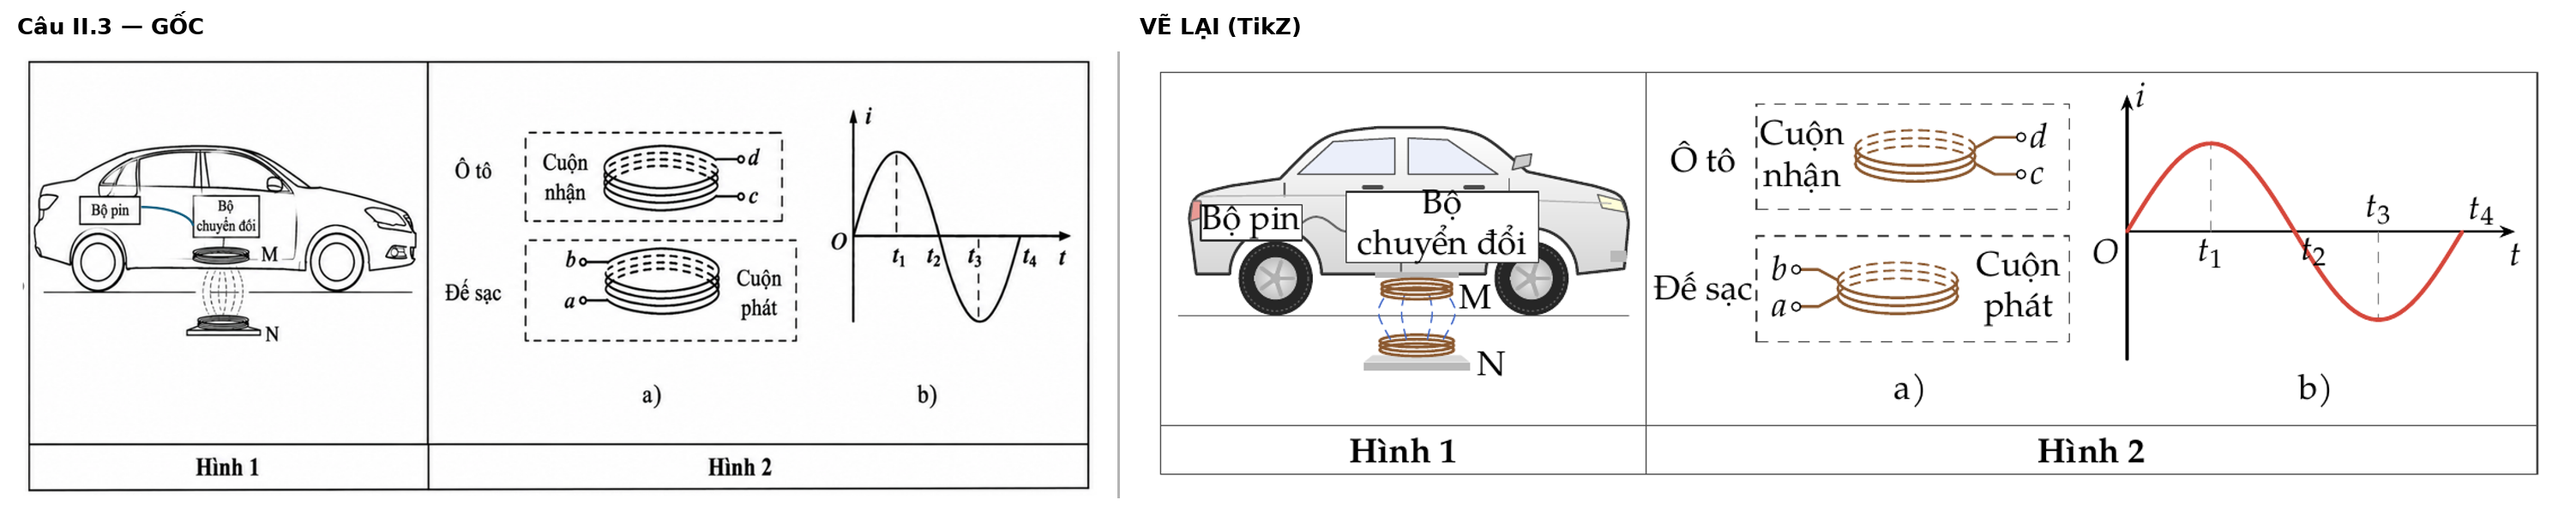 Câu II.3 — GỐC
Ô tô
Cuộn
nhận
d
c
Bộ pin
Bộ
chuyển đổi
M
N
Đế sạc
b
a
Cuộn
phát
a)
i
O
t₁
t₂
t₃
t₄
t
b)
Hình 1
Hình 2
VẼ LẠI (TikZ)
Bộ pin
Bộ
chuyển đổi
M
N
Ô tô
Cuộn
nhận
d
c
Đế sạc
b
a
Cuộn
phát
a)
i
O
t₁
t₂
t₃
t₄
t
b)
Hình 1
Hình 2